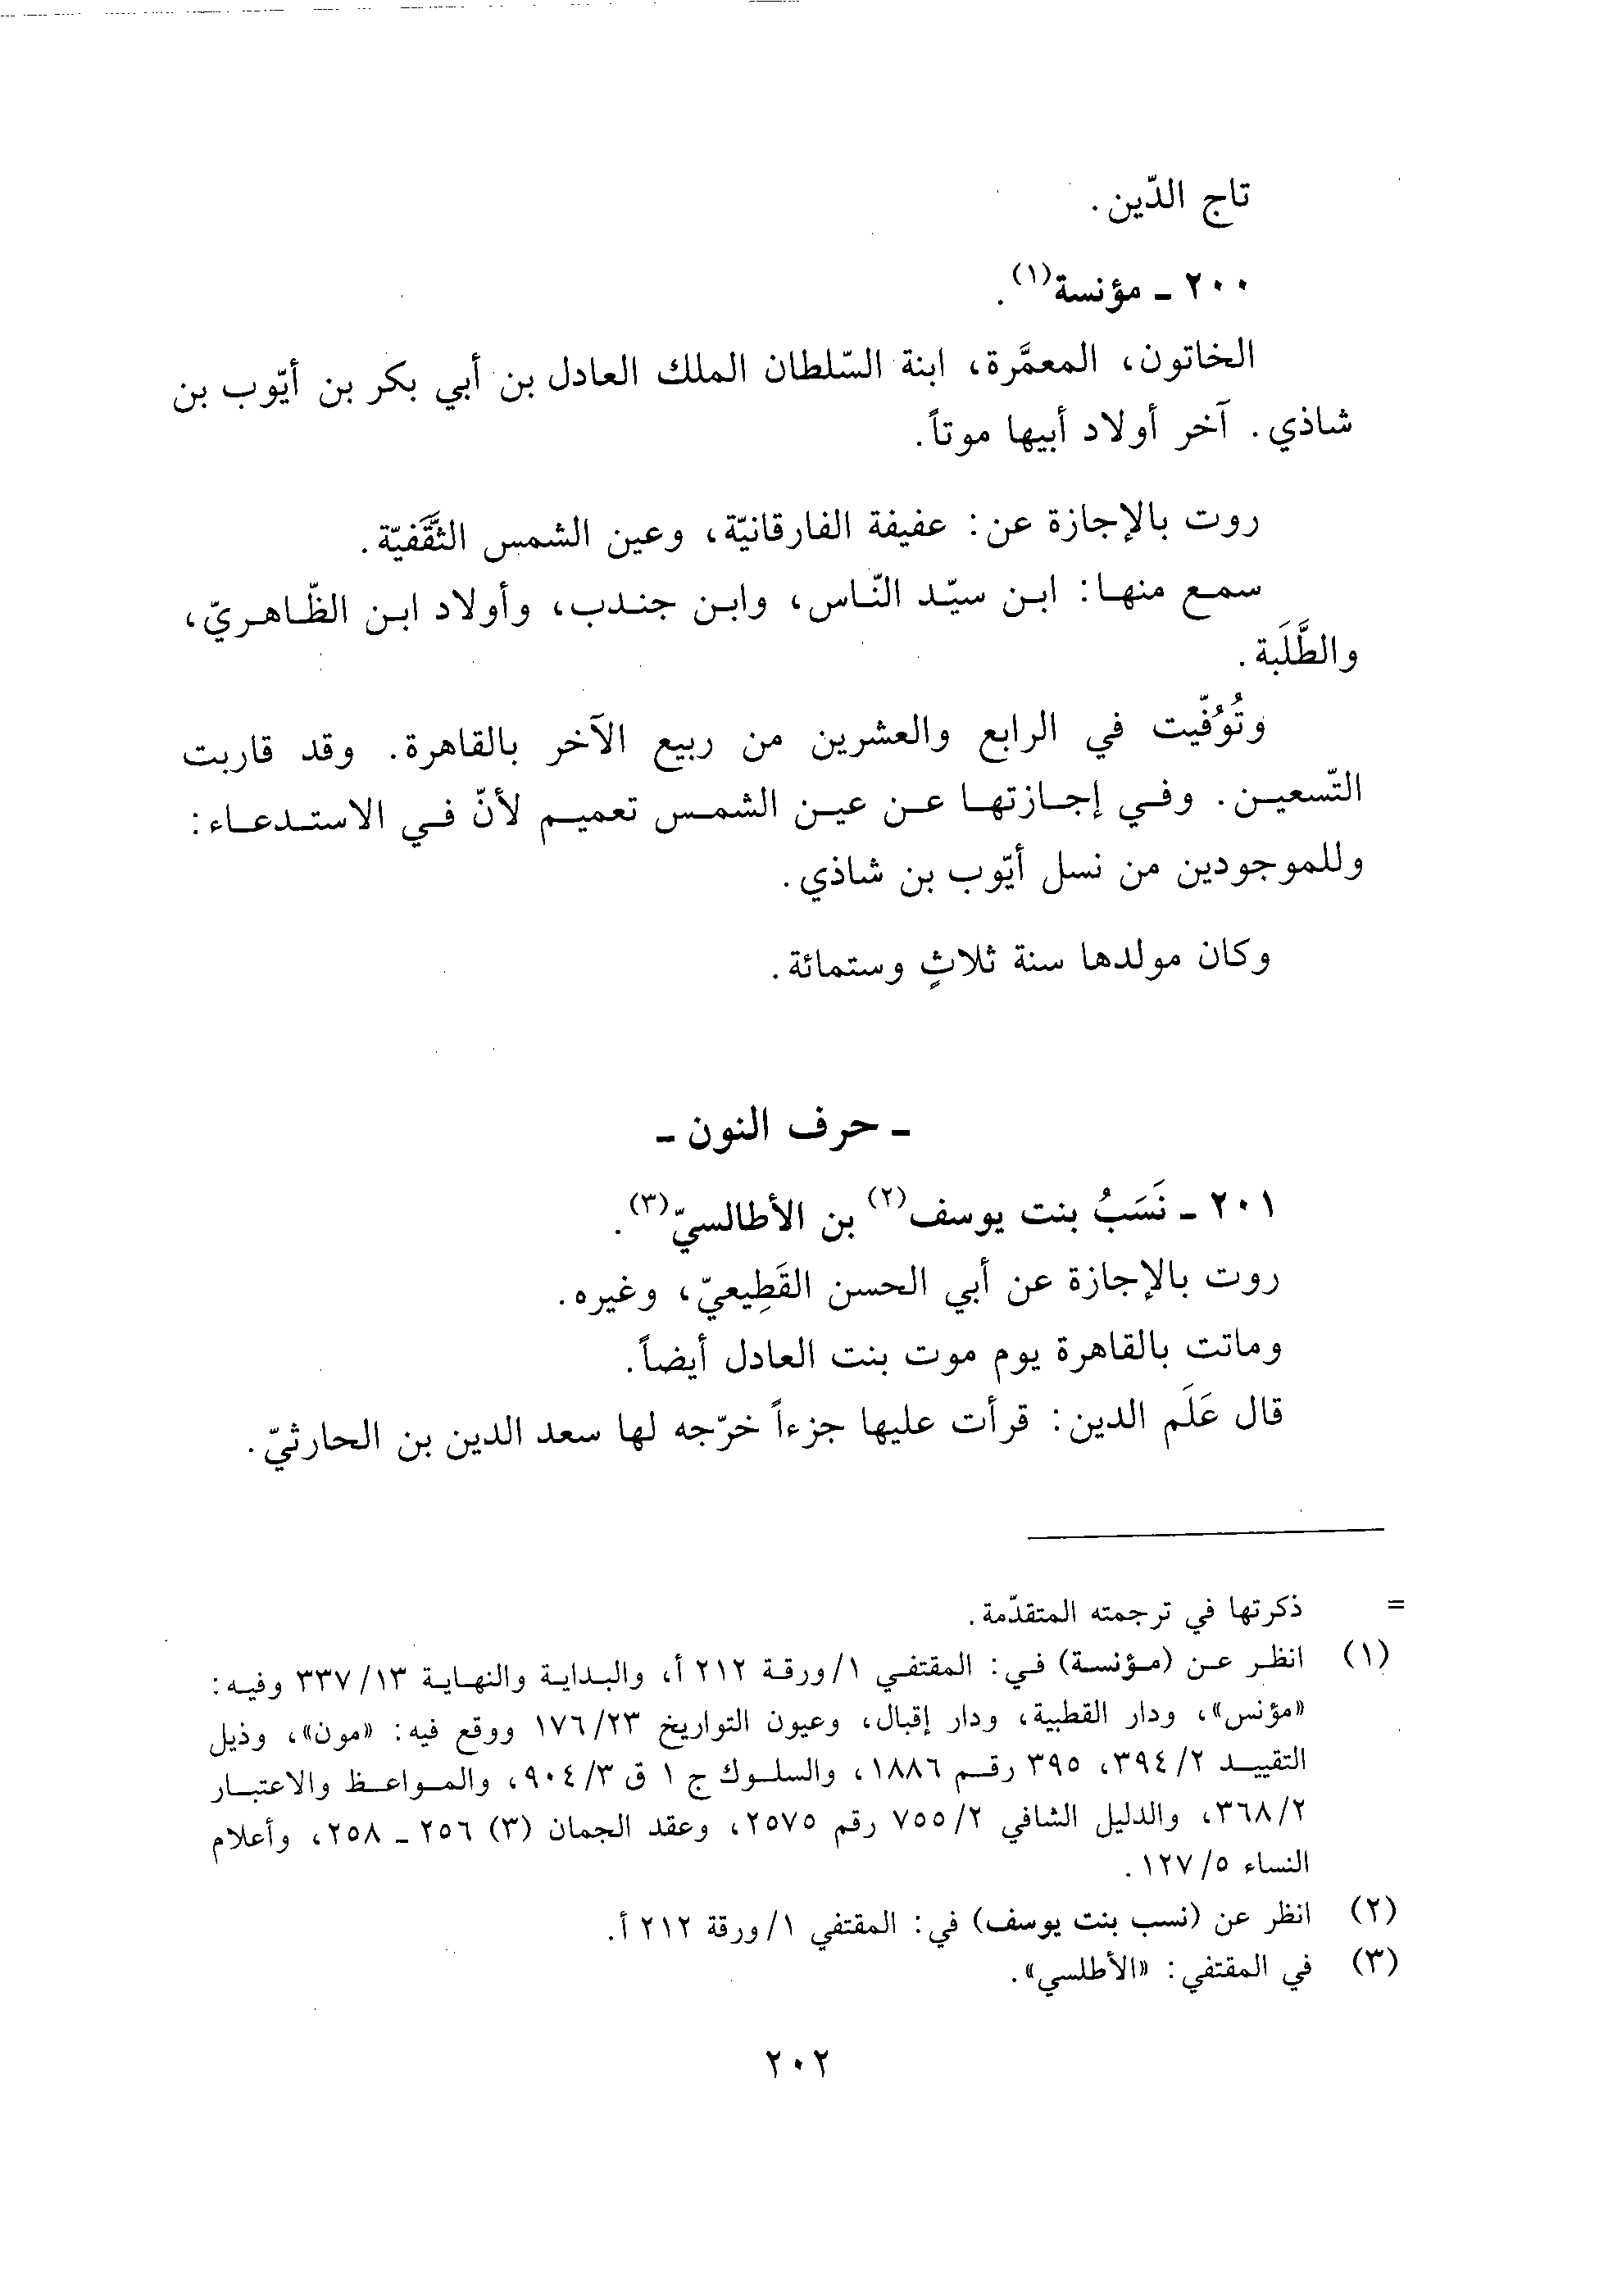 تاج الدّين.
٢٠٠ ـ مؤنسة(١).
الخاتون، المعمَّرة، ابنة السّلطان الملك العادل بن أبي بكر بن أيّوب بن
شاذي. آخر أولاد أبيها موتاً.
روت بالإجازة عن: عفيفة الفارقانيّة، وعين الشمس الثَّقَفيّة.
سمع منها: ابن سيّد النّاس، وابن جندب، وأولاد ابن الظّاهريّ،
والطَّلَبة.
وتُوُفّيت في الرابع والعشرين من ربيع الآخر بالقاهرة. وقد قاربت
التّسعين. وفي إجازتها عن عين الشمس تعميم لأنّ في الاستدعاء:
وللموجودين من نسل أيّوب بن شاذي.
وكان مولدها سنة ثلاثٍ وستمائة.
ـ حرف النون ـ
٢٠١ ـ نَسَبُ بنت يوسف(٢) بن الأطالسيّ(٣).
روت بالإجازة عن أبي الحسن القَطِيعيّ، وغيره.
وماتت بالقاهرة يوم موت بنت العادل أيضاً.
قال عَلَم الدين: قرأت عليها جزءاً خرّجه لها سعد الدين بن الحارثيّ.
= ذكرتها في ترجمته المتقدّمة.
(١) انظر عن (مؤنسة) في: المقتفي ١/ورقة ٢١٢ أ، والبداية والنهاية ٣٣٧/١٣ وفيه:
«مؤنس»، ودار القطبية، ودار إقبال، وعيون التواريخ ١٧٦/٢٣ ووقع فيه: «مون»، وذيل
التقييد ٣٩٤/٢، ٣٩٥ رقم ١٨٨٦، والسلوك ج ١ ق ٩٠٤/٣، والمواعظ والاعتبار
٣٦٨/٢، والدليل الشافي ٧٥٥/٢ رقم ٢٥٧٥، وعقد الجمان (٣) ٢٥٦ ـ ٢٥٨، وأعلام
النساء ١٢٧/٥.
(٢) انظر عن (نسب بنت يوسف) في: المقتفي ١/ورقة ٢١٢ أ.
(٣) في المقتفي: «الأطلسي».
٢٠٢